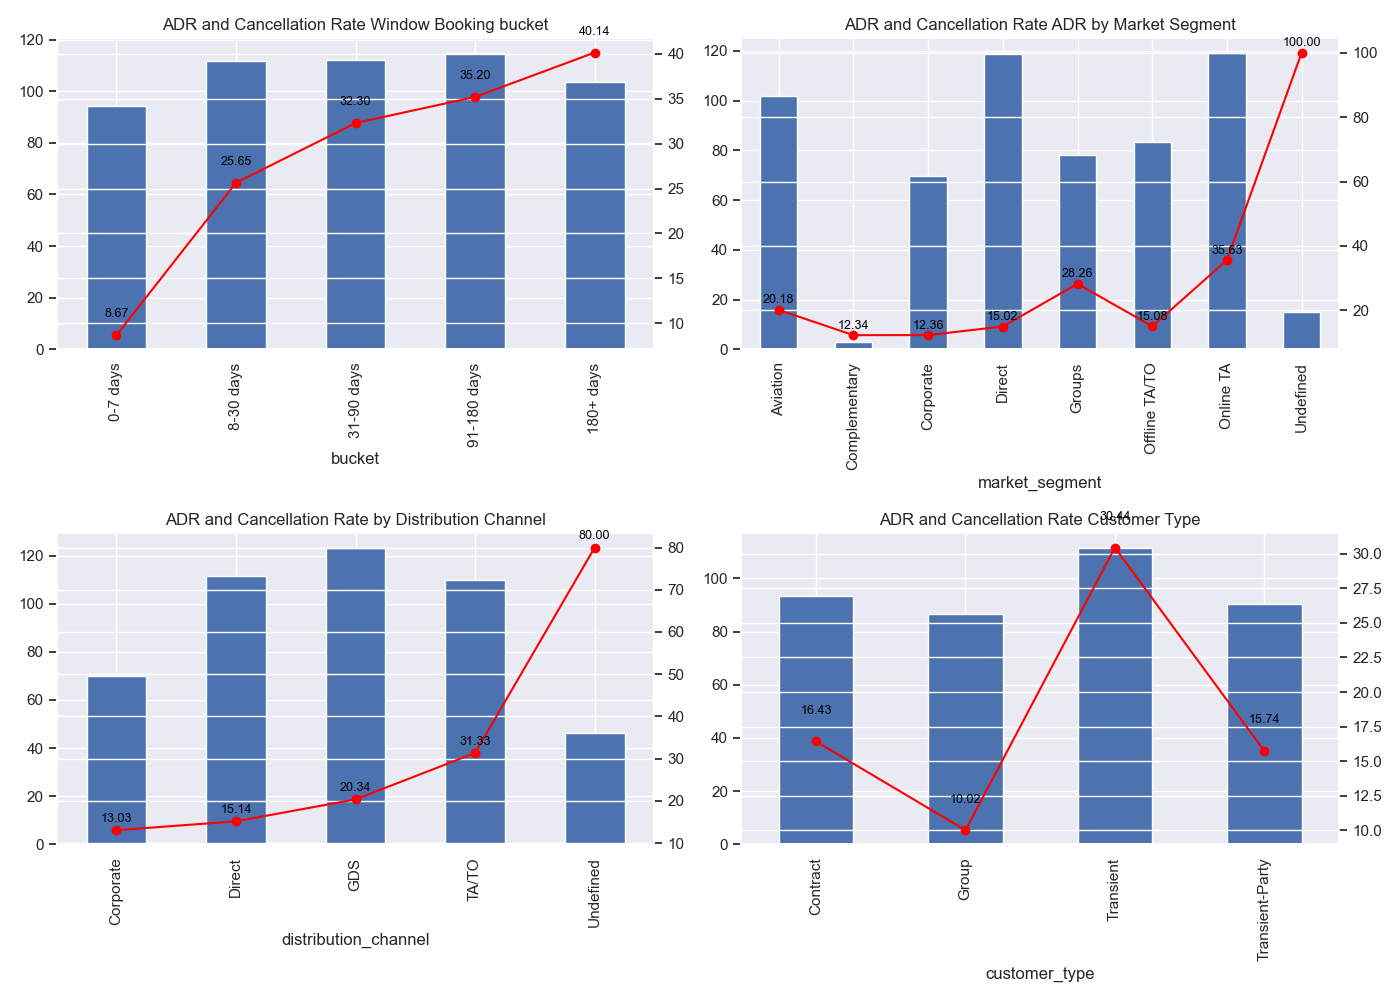 ADR and Cancellation Rate Window Booking bucket
120
100
80
60
40
20
0
40
35
30
25
20
15
10
8.67
25.65
32.30
35.20
40.14
0-7 days
8-30 days
31-90 days
91-180 days
180+ days
bucket
ADR and Cancellation Rate ADR by Market Segment
120
100
80
60
40
20
0
100
80
60
40
20
20.18
12.34
12.36
15.02
28.26
15.08
35.63
100.00
Aviation
Complementary
Corporate
Direct
Groups
Offline TA/TO
Online TA
Undefined
market_segment
ADR and Cancellation Rate by Distribution Channel
120
100
80
60
40
20
0
80
70
60
50
40
30
20
10
13.03
15.14
20.34
31.33
80.00
Corporate
Direct
GDS
TA/TO
Undefined
distribution_channel
ADR and Cancellation Rate Customer Type
100
80
60
40
20
0
30.0
27.5
25.0
22.5
20.0
17.5
15.0
12.5
10.0
16.43
10.02
30.44
15.74
Contract
Group
Transient
Transient-Party
customer_type